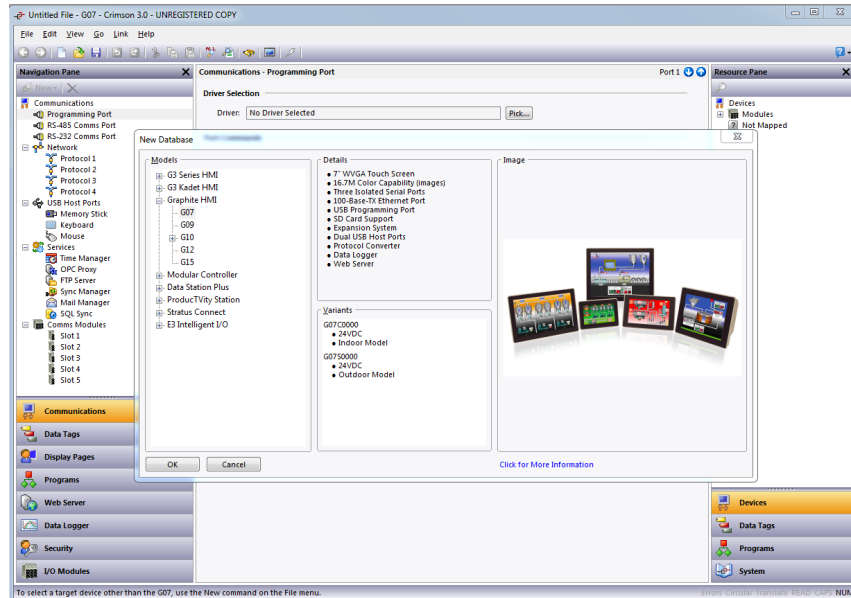 Untitled File - G07 - Crimson 3.0 - UNREGISTERED COPY
File Edit View Go Link Help
Navigation Pane
New
Communications
Programming Port
RS-485 Comms Port
RS-232 Comms Port
Network
Protocol 1
Protocol 2
Protocol 3
Protocol 4
USB Host Ports
Memory Stick
Keyboard
Mouse
Services
Time Manager
OPC Proxy
FTP Server
Sync Manager
Mail Manager
SQL Sync
Comms Modules
Slot 1
Slot 2
Slot 3
Slot 4
Slot 5
Communications
Data Tags
Display Pages
Programs
Web Server
Data Logger
Security
I/O Modules
Communications - Programming Port
Port 1
Driver Selection
Driver: No Driver Selected
Pick...
New Database
Models
G3 Series HMI
G3 Kadet HMI
Graphite HMI
G07
G09
G10
G12
G15
Modular Controller
Data Station Plus
ProducTVity Station
Stratus Connect
E3 Intelligent I/O
Details
• 7" WVGA Touch Screen
• 16.7M Color Capability (images)
• Three Isolated Serial Ports
• 100-Base-TX Ethernet Port
• USB Programming Port
• SD Card Support
• Expansion System
• Dual USB Host Ports
• Protocol Converter
• Data Logger
• Web Server
Variants
G07C0000
• 24VDC
• Indoor Model
G07S0000
• 24VDC
• Outdoor Model
Image
OK
Cancel
Click for More Information
Resource Pane
Devices
Modules
Not Mapped
Devices
Data Tags
Programs
System
To select a target device other than the G07, use the New command on the File menu.
Errors Circular Translate READ CAPS NUM